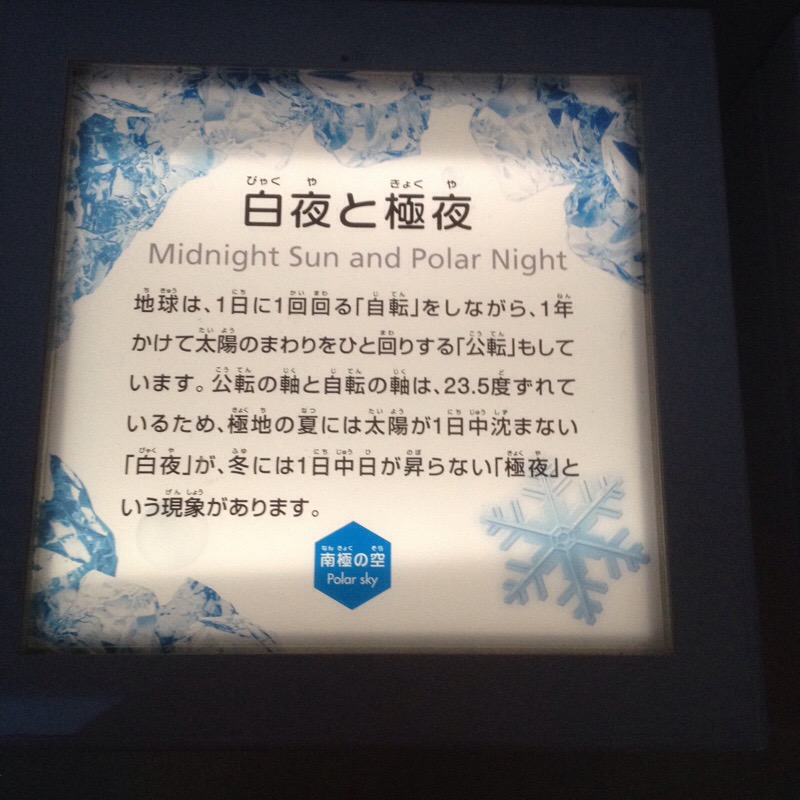 白夜と極夜
Midnight Sun and Polar Night
地球は、1日に1回回る「自転」をしながら、1年
かけて太陽のまわりをひと回りする「公転」もして
います。公転の軸と自転の軸は、23.5度ずれて
いるため、極地の夏には太陽が1日中沈まない
「白夜」が、冬には1日中日が昇らない「極夜」と
いう現象があります。
南極の空
Polar sky